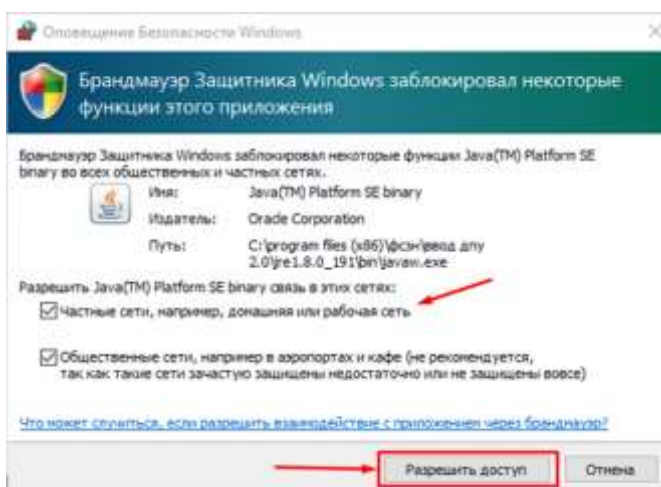 Оповещение Безопасности Windows
Брандмауэр Защитника Windows заблокировал некоторые
функции этого приложения
Брандмауэр Защитника Windows заблокировал некоторые функции Java(TM) Platform SE
binary во всех общественных и частных сетях.
Имя: Java(TM) Platform SE binary
Издатель: Oracle Corporation
Путь: C:\program files (x86)\фсэн\ввод дпу
2.0\jre1.8.0_191\bin\javaw.exe
Разрешить Java(TM) Platform SE binary связь в этих сетях:
Частные сети, например, домашняя или рабочая сеть
Общественные сети, например в аэропортах и кафе (не рекомендуется,
так как такие сети зачастую защищены недостаточно или не защищены вовсе)
Что может случиться, если разрешить взаимодействие с приложением через брандмауэр?
Разрешить доступ Отмена